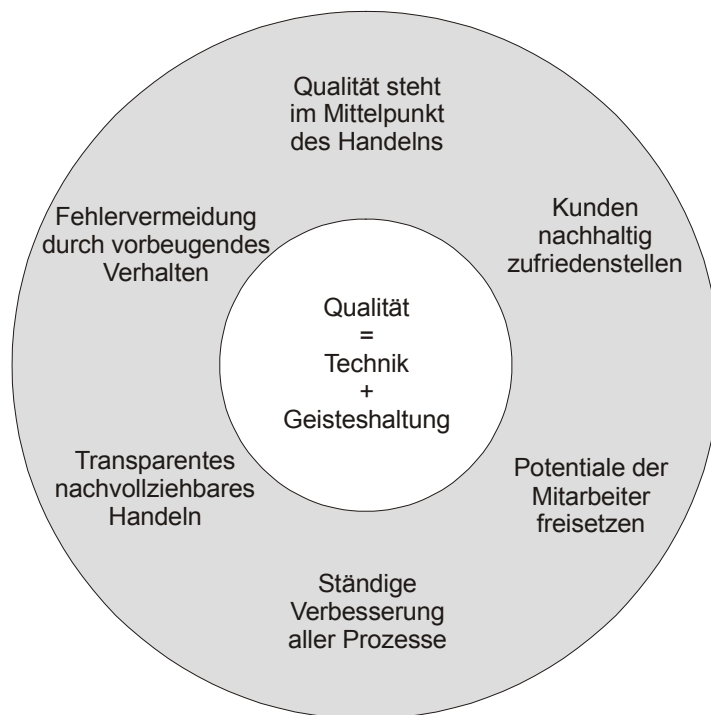 Qualität steht
im Mittelpunkt
des Handelns
Kunden
nachhaltig
zufriedenstellen
Potentiale der
Mitarbeiter
freisetzen
Ständige
Verbesserung
aller Prozesse
Transparentes
nachvollziehbares
Handeln
Fehlervermeidung
durch vorbeugendes
Verhalten
Qualität
=
Technik
+
Geisteshaltung